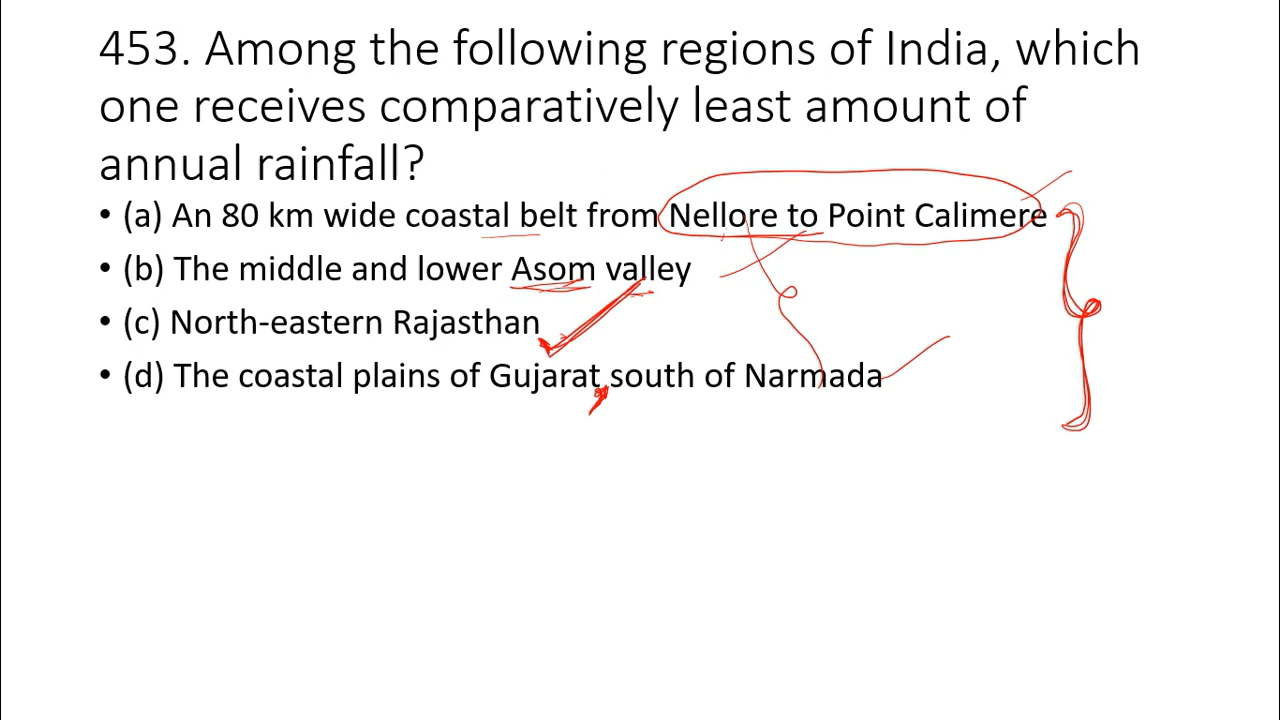 453. Among the following regions of India, which
one receives comparatively least amount of
annual rainfall?
• (a) An 80 km wide coastal belt from Nellore to Point Calimere
• (b) The middle and lower Asom valley
• (c) North-eastern Rajasthan
• (d) The coastal plains of Gujarat south of Narmada